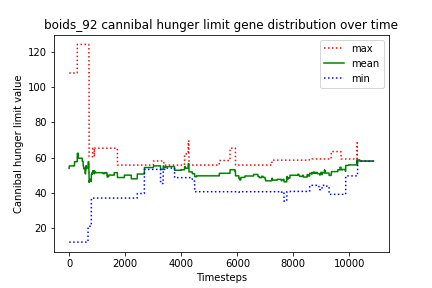 boids_92 cannibal hunger limit gene distribution over time
Cannibal hunger limit value
120
100
80
60
40
20
max
mean
min
0 2000 4000 6000 8000 10000
Timesteps